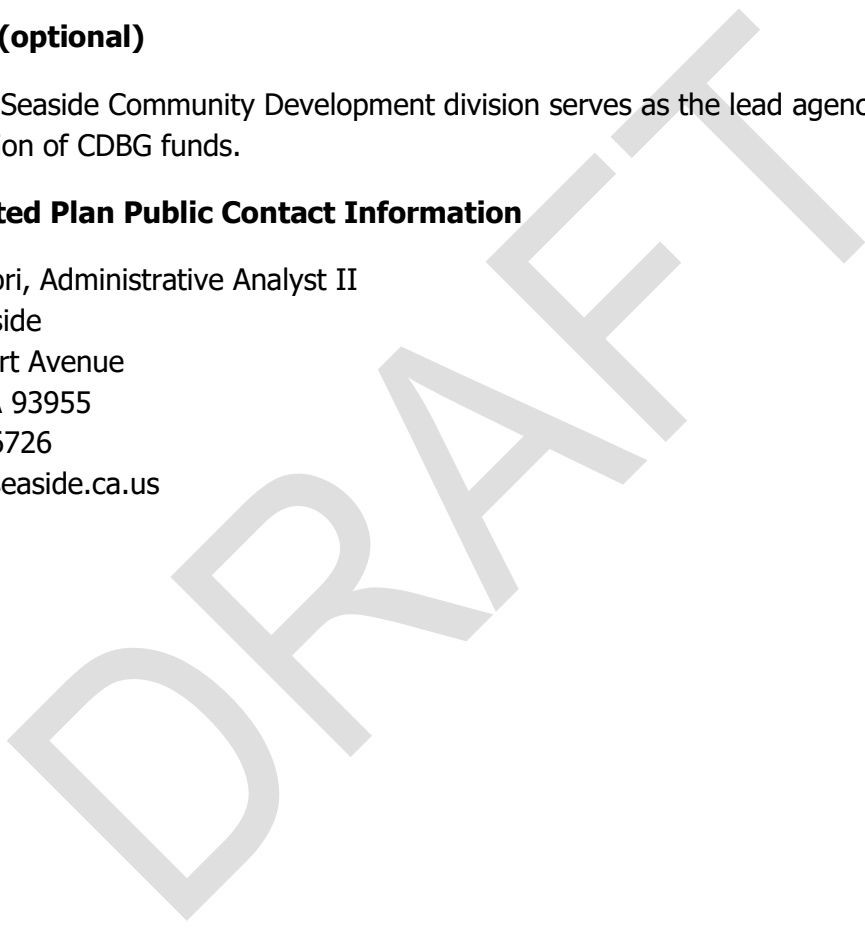 (optional)
Seaside Community Development division serves as the lead agenc
ion of CDBG funds.
ted Plan Public Contact Information
ori, Administrative Analyst II
side
rt Avenue
93955
5726
seaside.ca.us
DRAFT